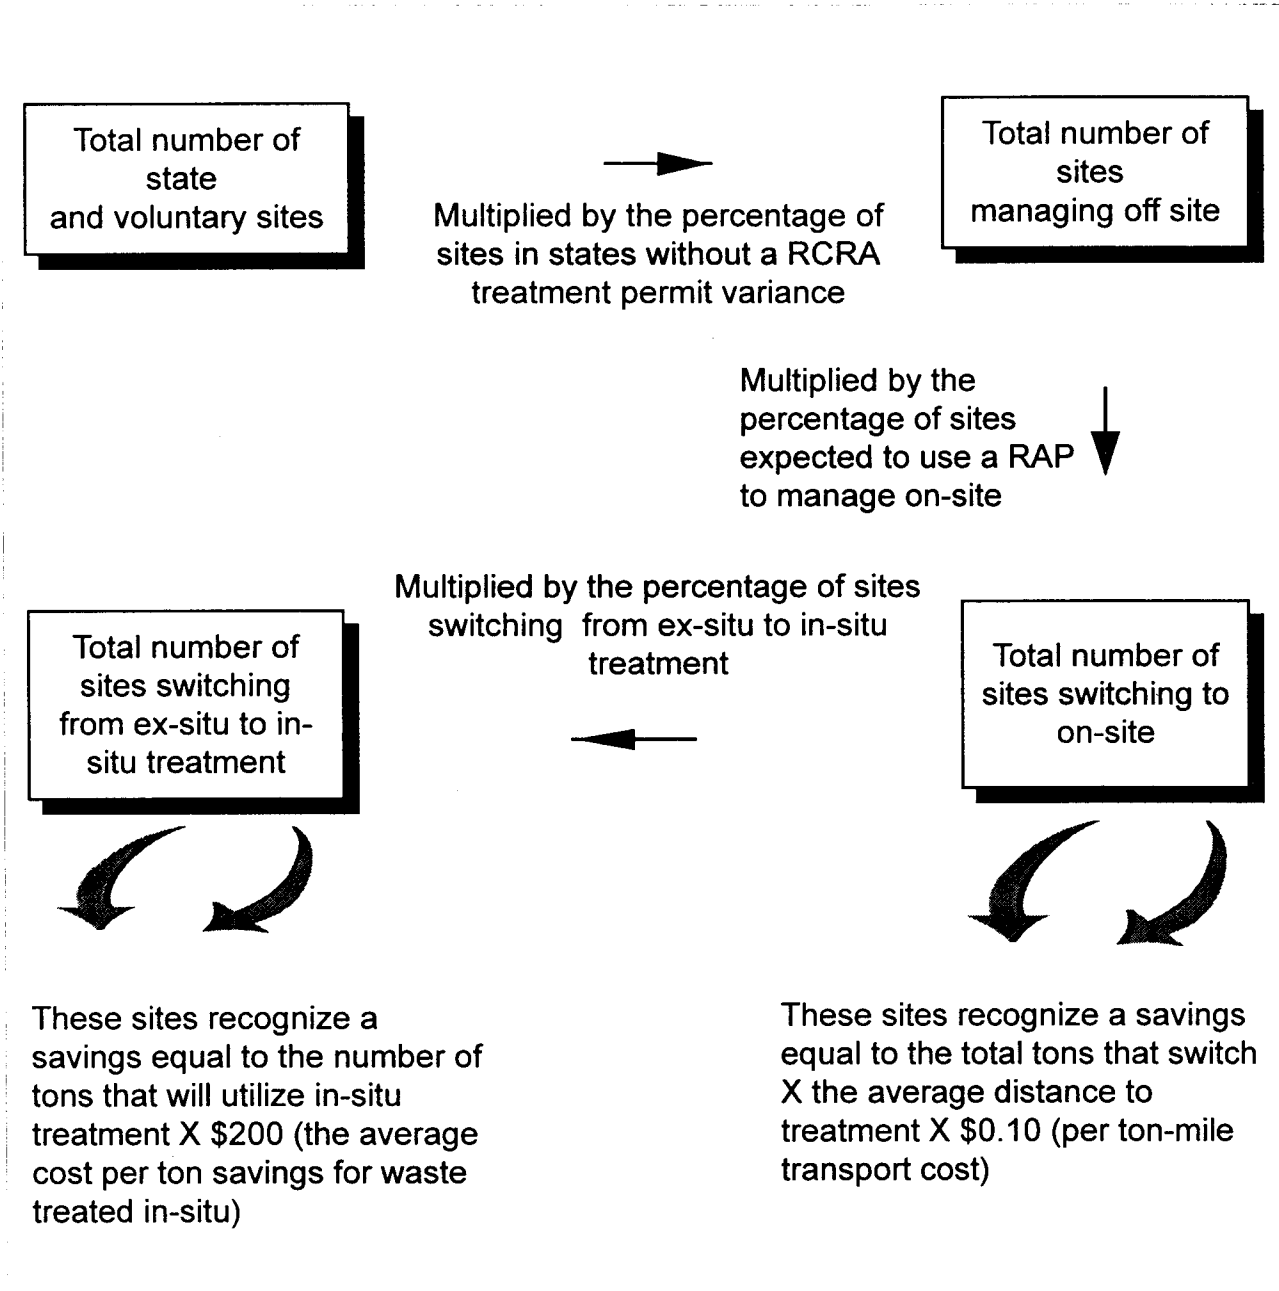 Total number of
state
and voluntary sites
Multiplied by the percentage of
sites in states without a RCRA
treatment permit variance
Total number of
sites
managing off site
Multiplied by the
percentage of sites
expected to use a RAP
to manage on-site
Total number of
sites switching to
on-site
Multiplied by the percentage of sites
switching from ex-situ to in-situ
treatment
Total number of
sites switching
from ex-situ to in-
situ treatment
These sites recognize a
savings equal to the number of
tons that will utilize in-situ
treatment X $200 (the average
cost per ton savings for waste
treated in-situ)
These sites recognize a savings
equal to the total tons that switch
X the average distance to
treatment X $0.10 (per ton-mile
transport cost)